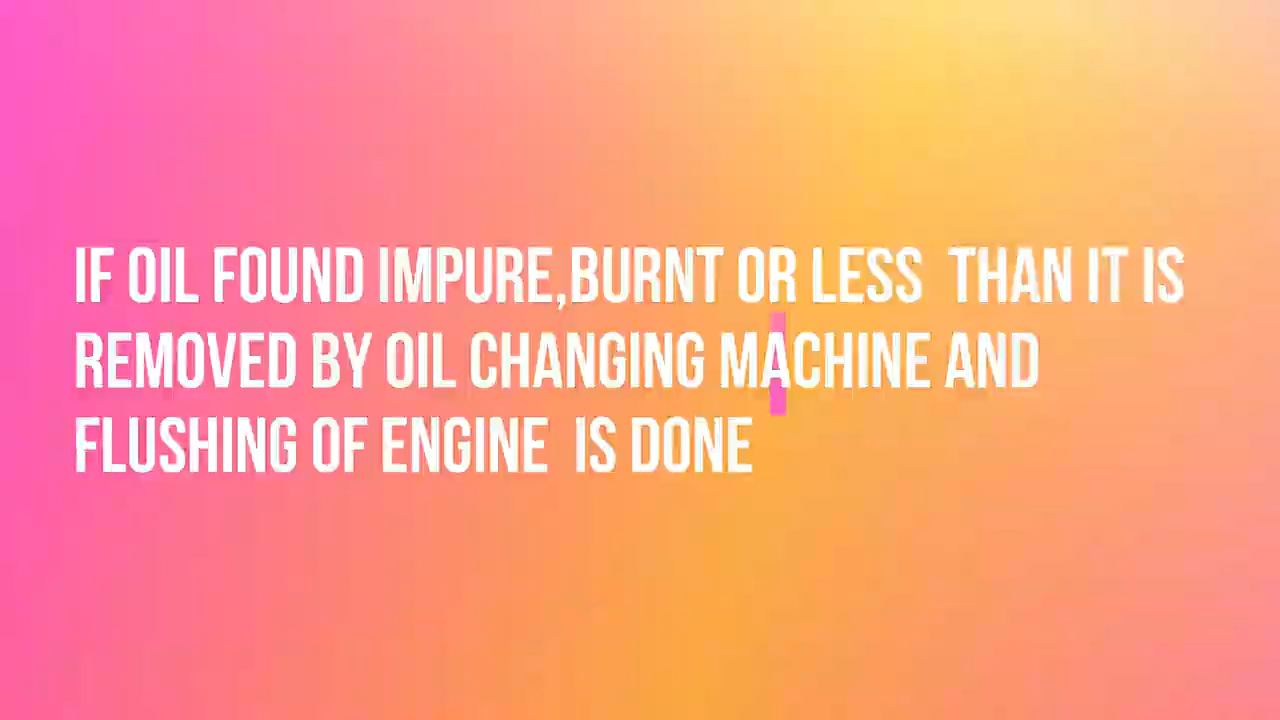 IF OIL FOUND IMPURE,BURNT OR LESS  THAN IT IS
REMOVED BY OIL CHANGING MACHINE AND
FLUSHING OF ENGINE  IS DONE